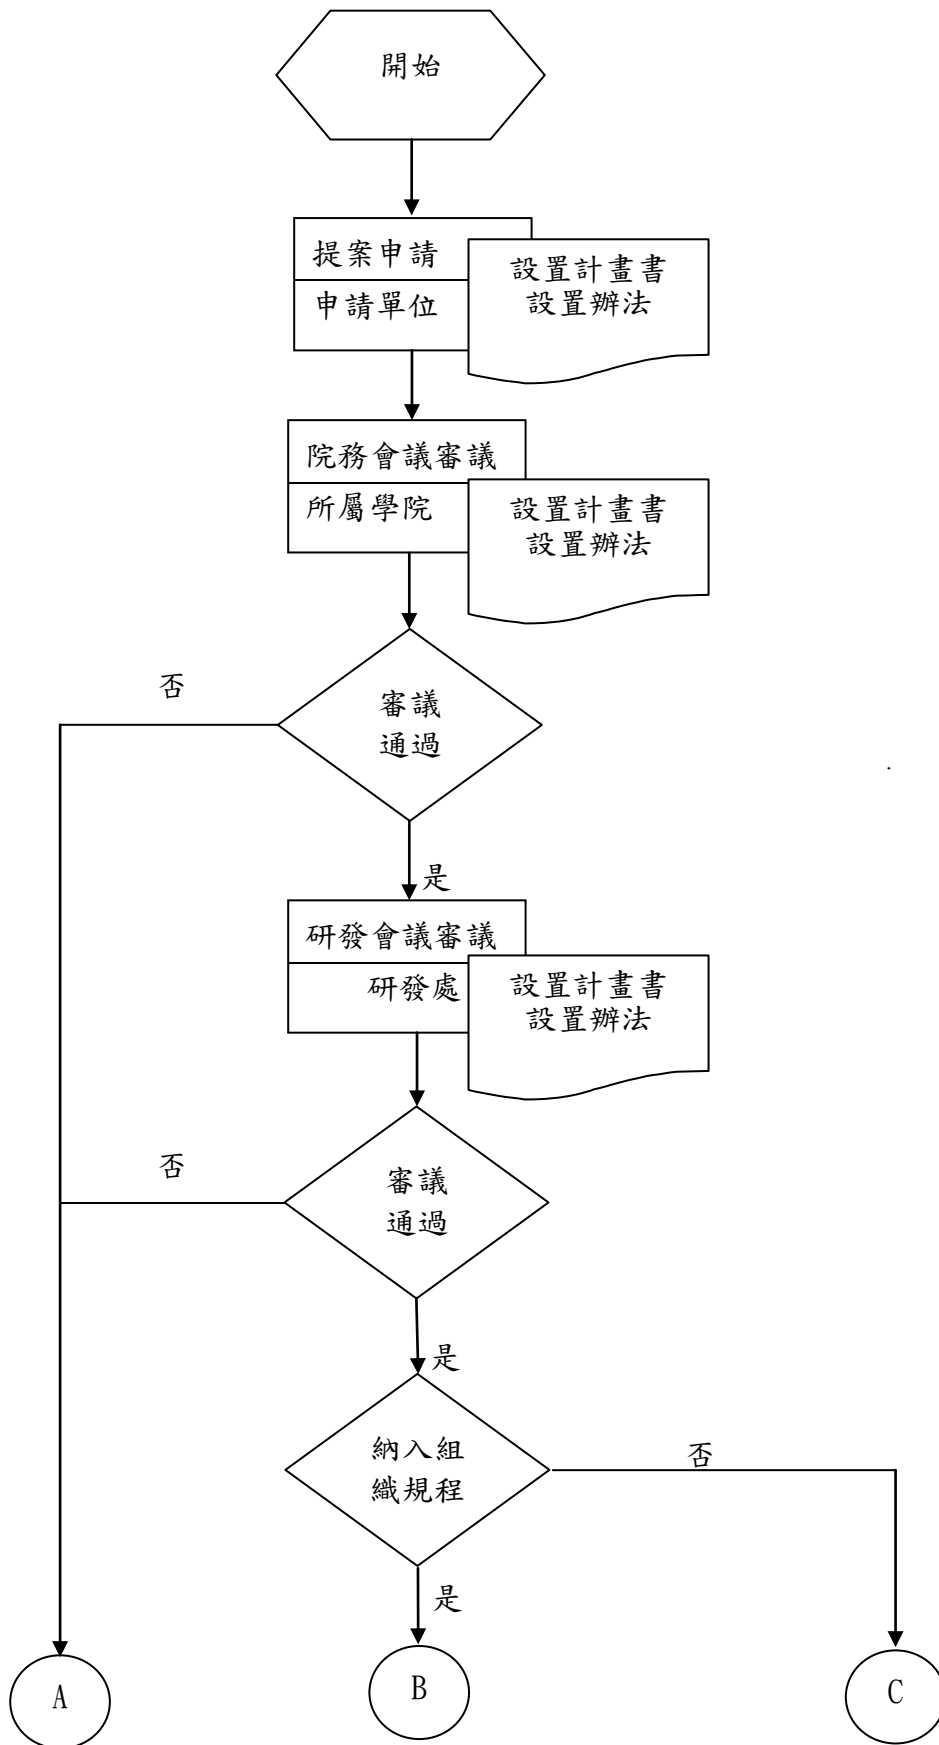 開始
提案申請
申請單位
設置計畫書
設置辦法
院務會議審議
所屬學院
設置計畫書
設置辦法
否
審議
通過
是
研發會議審議
研發處
設置計畫書
設置辦法
否
審議
通過
是
納入組
織規程
否
是
A
B
C